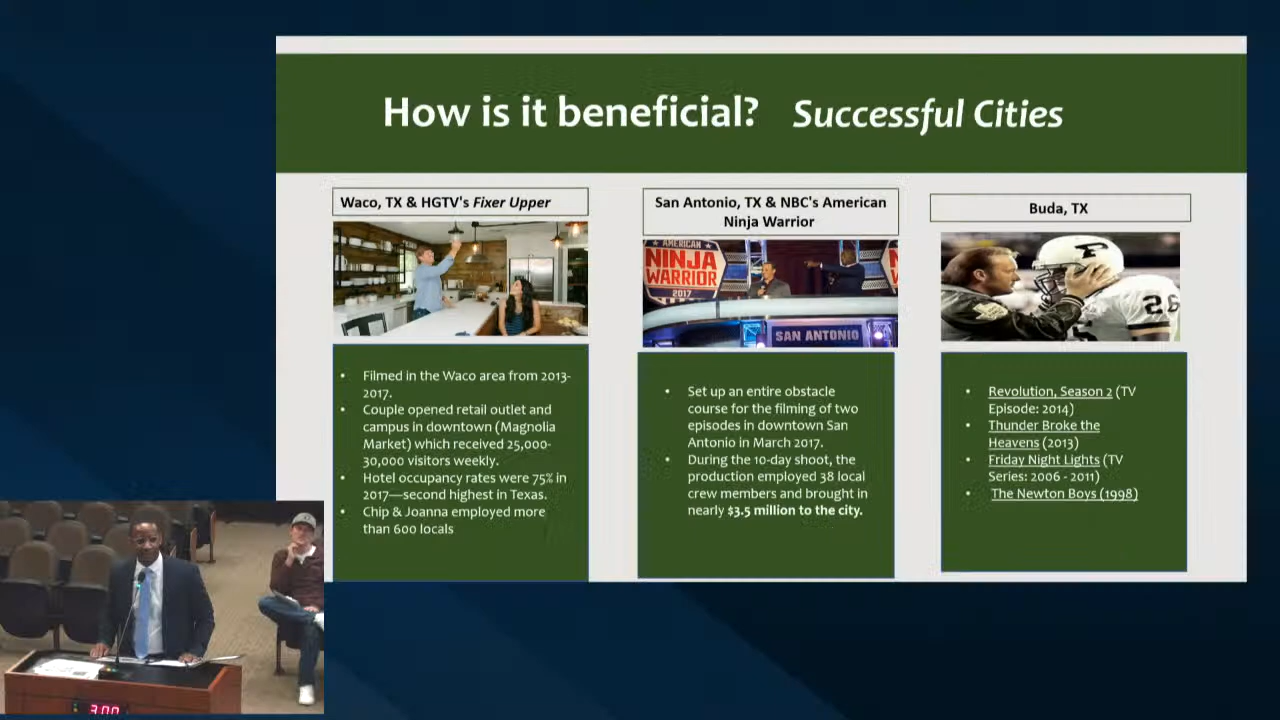 How is it beneficial? Successful Cities
Waco, TX & HGTV's Fixer Upper
• Filmed in the Waco area from 2013-
2017.
• Couple opened retail outlet and
campus in downtown (Magnolia
Market) which received 25,000-
30,000 visitors weekly.
• Hotel occupancy rates were 75% in
2017—second highest in Texas.
• Chip & Joanna employed more
than 600 locals
San Antonio, TX & NBC's American
Ninja Warrior
AMERICAN
NINJA
WARRIOR
2017
SAN ANTONIO
• Set up an entire obstacle
course for the filming of two
episodes in downtown San
Antonio in March 2017.
• During the 10-day shoot, the
production employed 38 local
crew members and brought in
nearly $3.5 million to the city.
Buda, TX
P
26
• Revolution, Season 2 (TV
Episode: 2014)
• Thunder Broke the
Heavens (2013)
• Friday Night Lights (TV
Series: 2006 - 2011)
• The Newton Boys (1998)
3:00